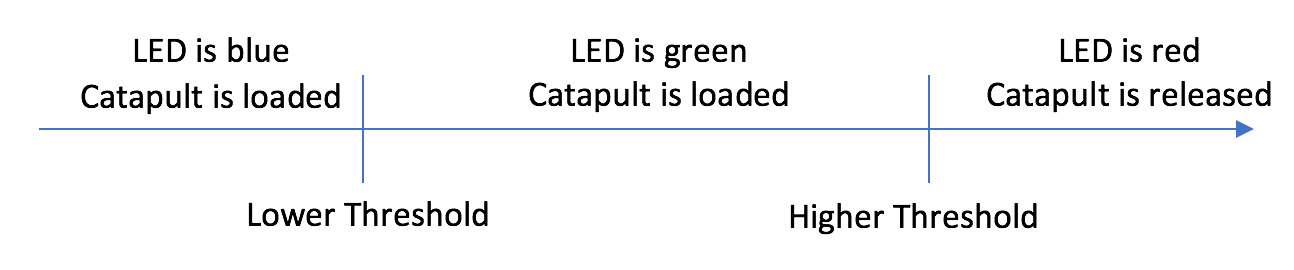 LED is blue
Catapult is loaded
LED is green
Catapult is loaded
LED is red
Catapult is released
Lower Threshold
Higher Threshold